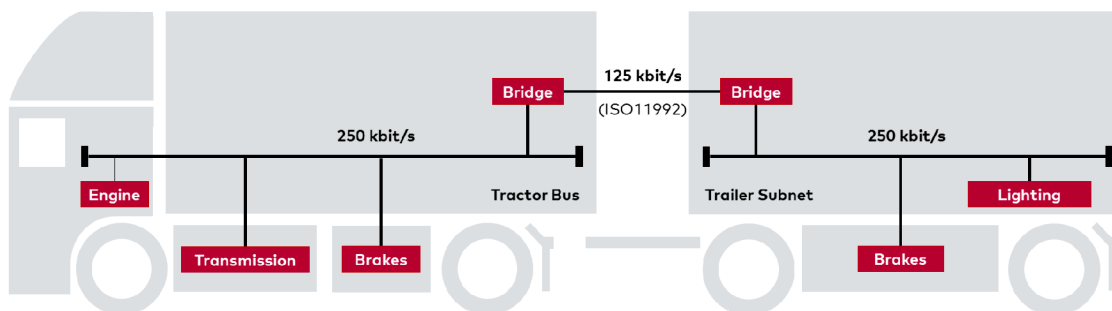 125 kbit/s
Bridge
Bridge
(ISO11992)
250 kbit/s
250 kbit/s
Engine
Tractor Bus
Trailer Subnet
Lighting
Transmission
Brakes
Brakes